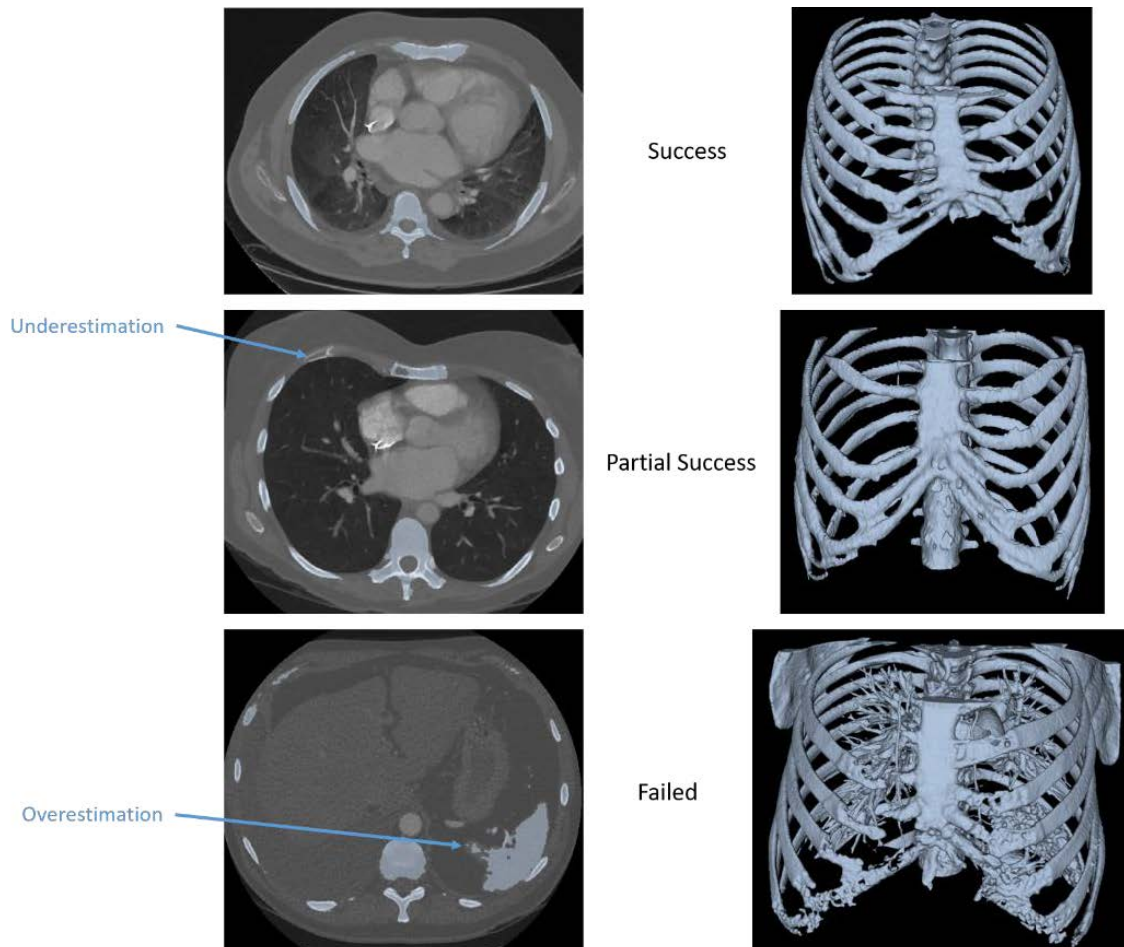 Success
Underestimation
Partial Success
Failed
Overestimation